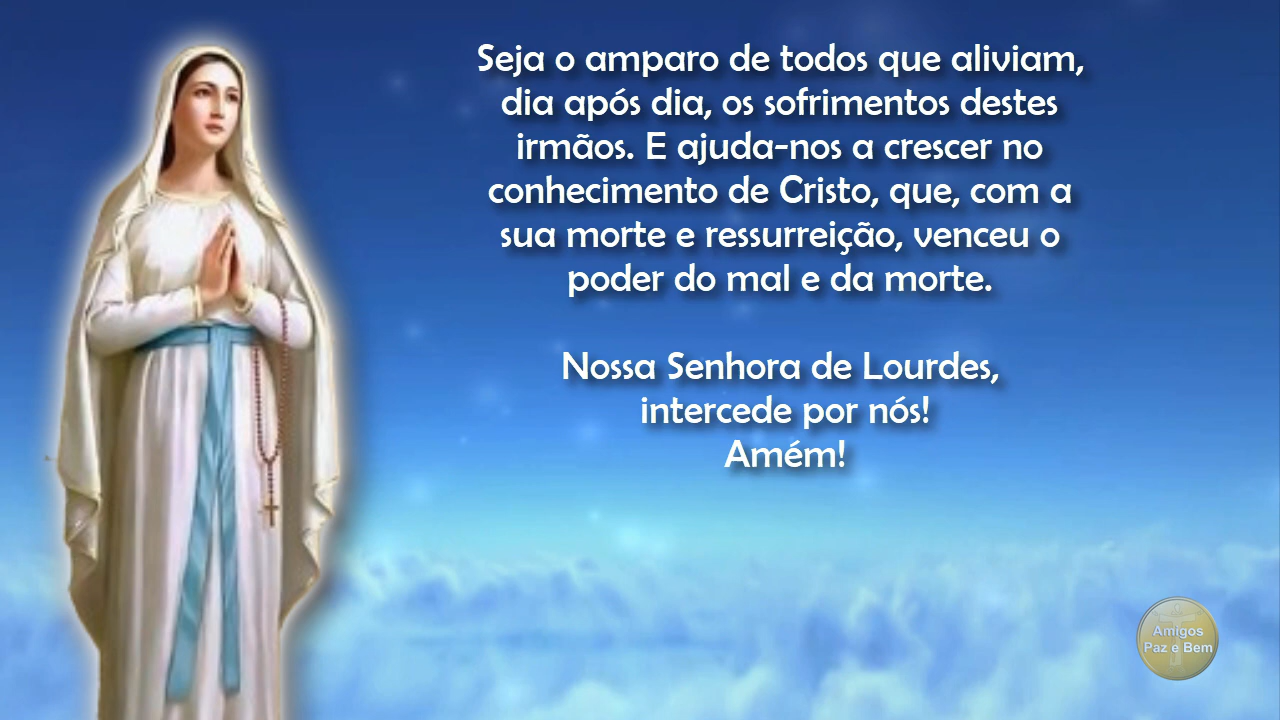 Seja o amparo de todos que aliviam,
dia após dia, os sofrimentos destes
irmãos. E ajuda-nos a crescer no
conhecimento de Cristo, que, com a
sua morte e ressurreição, venceu o
poder do mal e da morte.
Nossa Senhora de Lourdes,
intercede por nós!
Amém!
Amigos
Paz e Bem